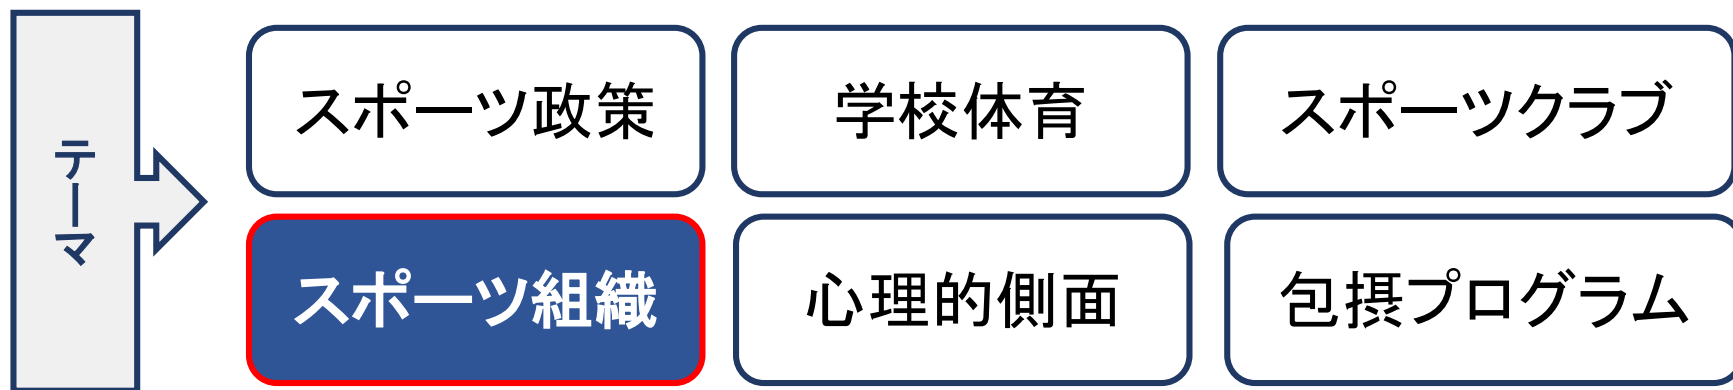 テーマ
スポーツ政策
学校体育
スポーツクラブ
スポーツ組織
心理的側面
包摂プログラム